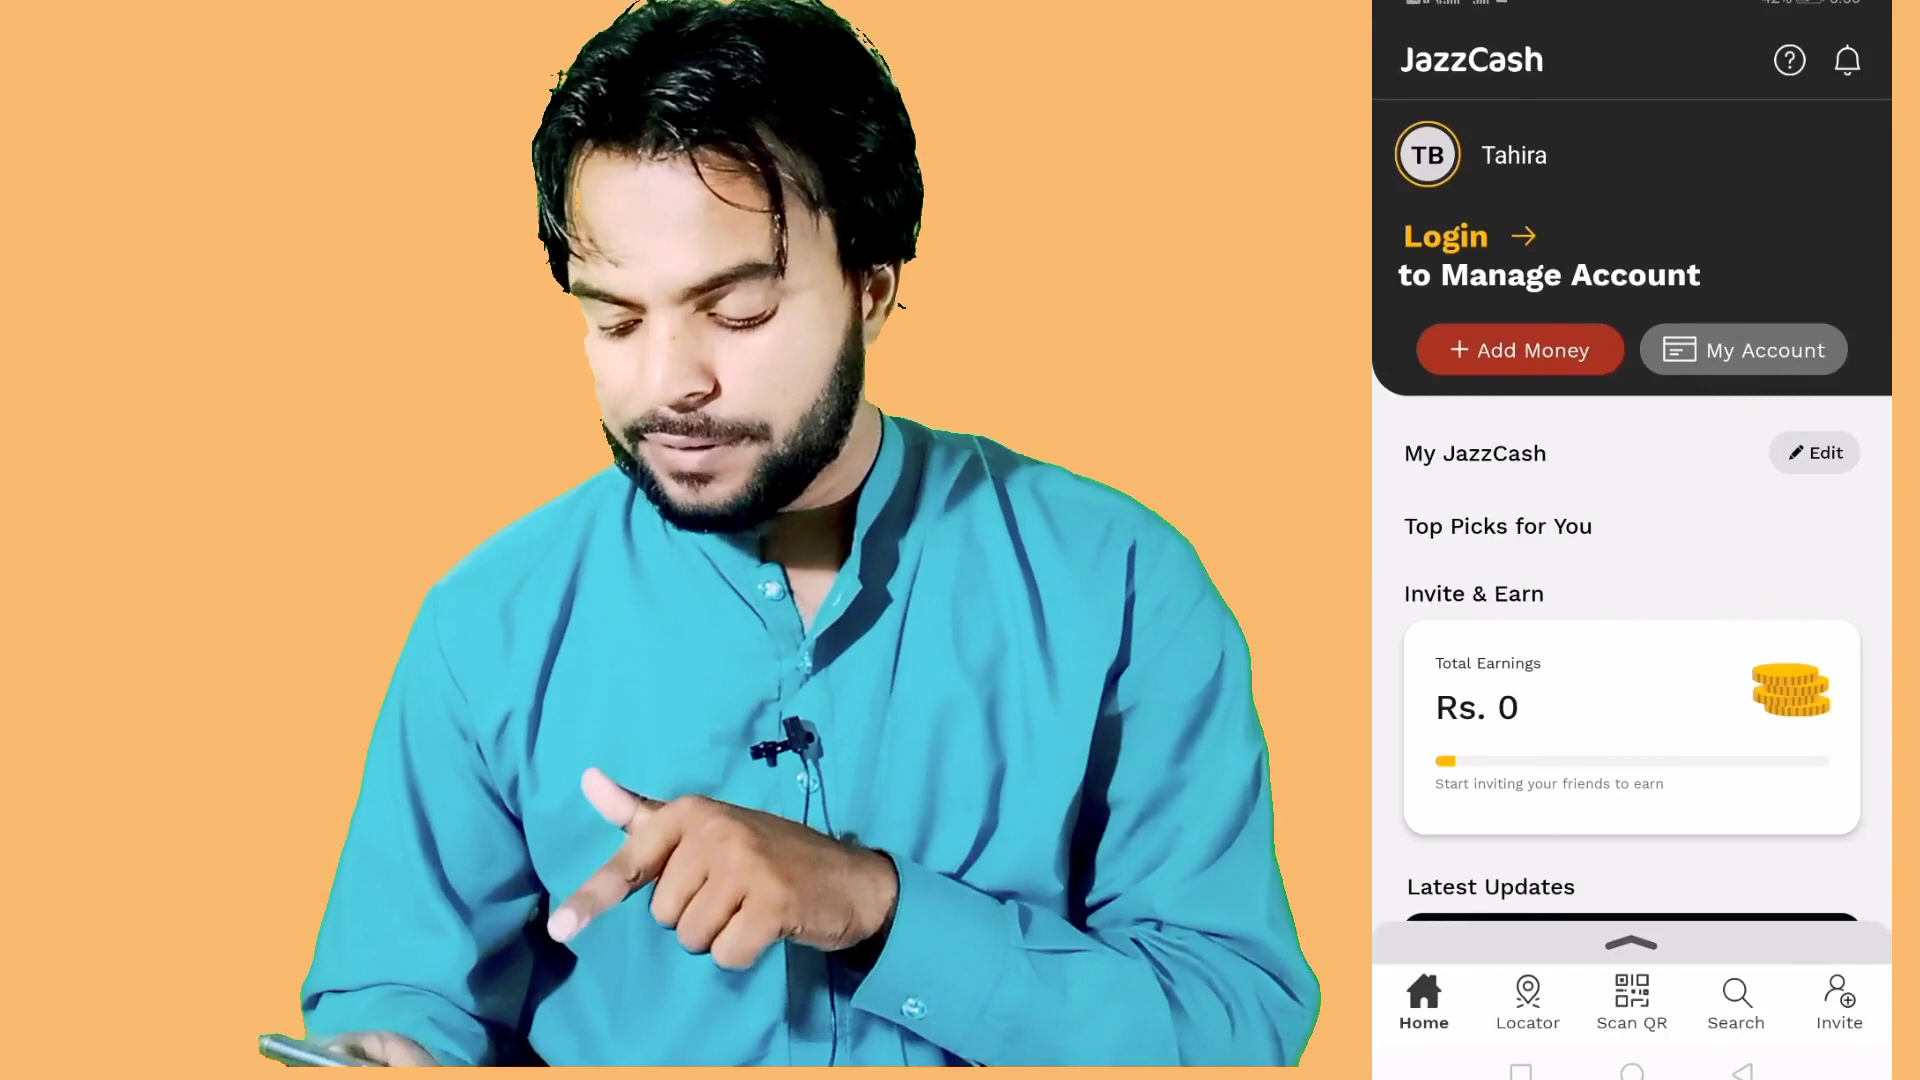 JazzCash
TB
Tahira
Login →
to Manage Account
+ Add Money
My Account
My JazzCash
Edit
Top Picks for You
Invite & Earn
Total Earnings
Rs. 0
Start inviting your friends to earn
Latest Updates
Home
Locator
Scan QR
Search
Invite